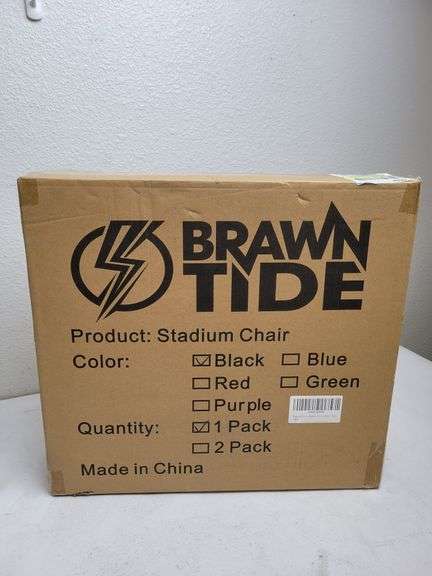 BRAWN
TIDE
Product: Stadium Chair
Color: ☑Black ☐Blue
☐Red ☐Green
☐Purple
Quantity: ☑1 Pack
☐2 Pack
Made in China